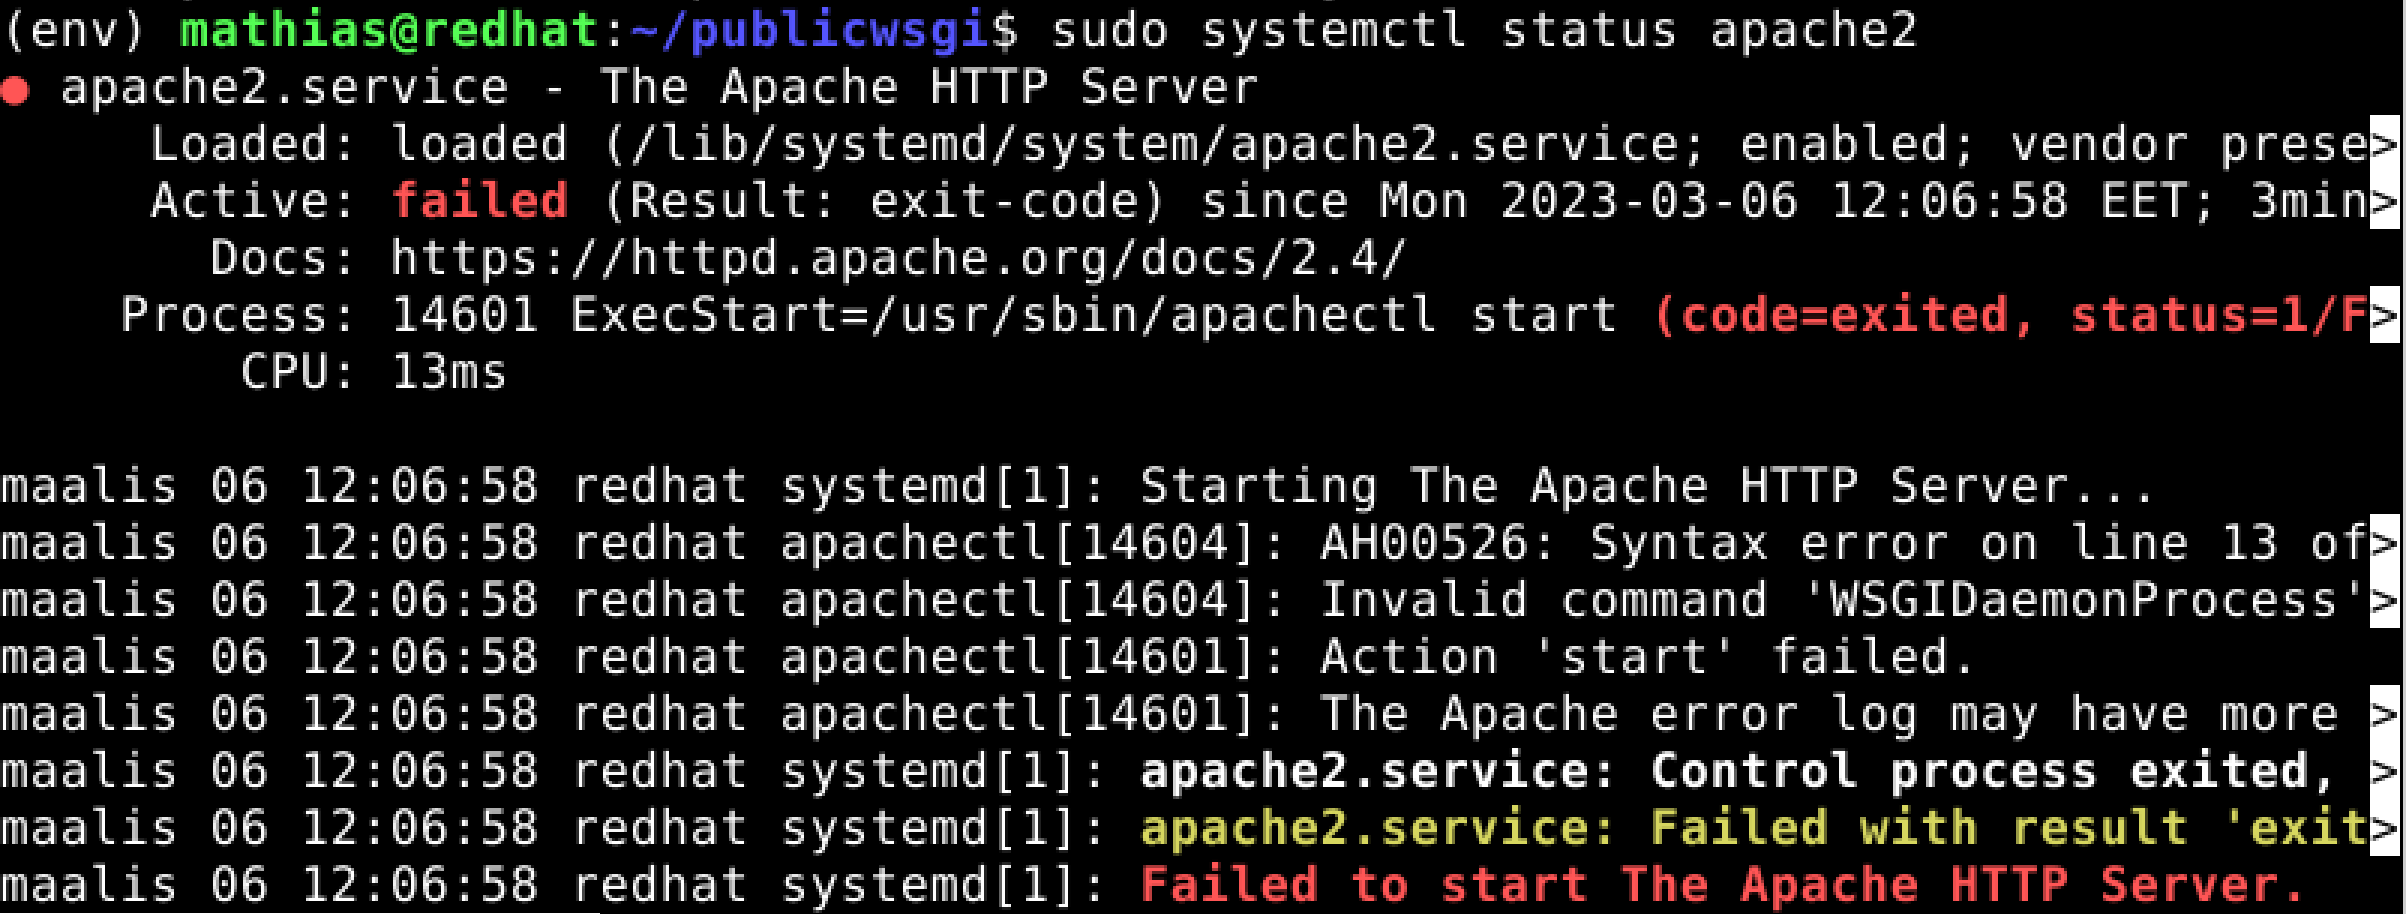 (env) mathias@redhat:~/publicwsgi$ sudo systemctl status apache2
● apache2.service - The Apache HTTP Server
     Loaded: loaded (/lib/systemd/system/apache2.service; enabled; vendor prese>
     Active: failed (Result: exit-code) since Mon 2023-03-06 12:06:58 EET; 3min>
       Docs: https://httpd.apache.org/docs/2.4/
    Process: 14601 ExecStart=/usr/sbin/apachectl start (code=exited, status=1/F>
        CPU: 13ms

maalis 06 12:06:58 redhat systemd[1]: Starting The Apache HTTP Server...
maalis 06 12:06:58 redhat apachectl[14604]: AH00526: Syntax error on line 13 of>
maalis 06 12:06:58 redhat apachectl[14604]: Invalid command 'WSGIDaemonProcess'>
maalis 06 12:06:58 redhat apachectl[14601]: Action 'start' failed.
maalis 06 12:06:58 redhat apachectl[14601]: The Apache error log may have more >
maalis 06 12:06:58 redhat systemd[1]: apache2.service: Control process exited, >
maalis 06 12:06:58 redhat systemd[1]: apache2.service: Failed with result 'exit>
maalis 06 12:06:58 redhat systemd[1]: Failed to start The Apache HTTP Server.